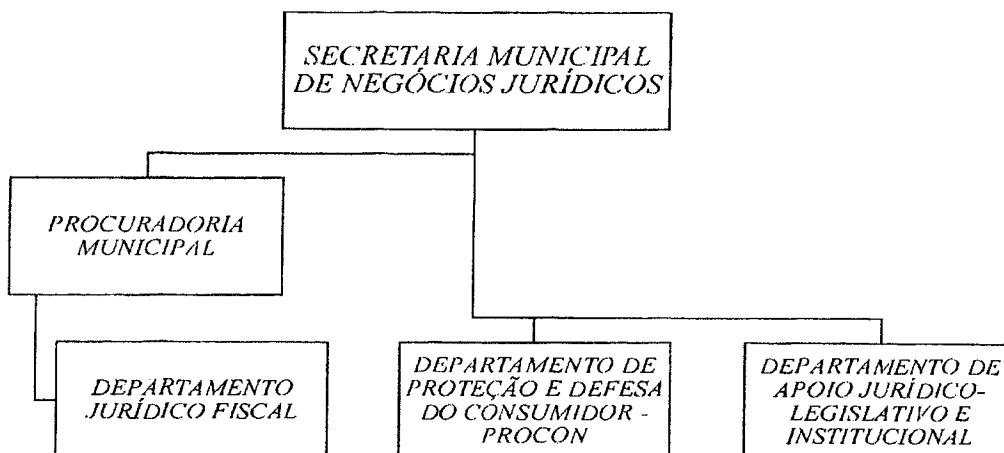 SECRETARIA MUNICIPAL
DE NEGÓCIOS JURÍDICOS
PROCURADORIA
MUNICIPAL
DEPARTAMENTO
JURÍDICO FISCAL
DEPARTAMENTO DE
PROTEÇÃO E DEFESA
DO CONSUMIDOR -
PROCON
DEPARTAMENTO DE
APOIO JURÍDICO-
LEGISLATIVO E
INSTITUCIONAL